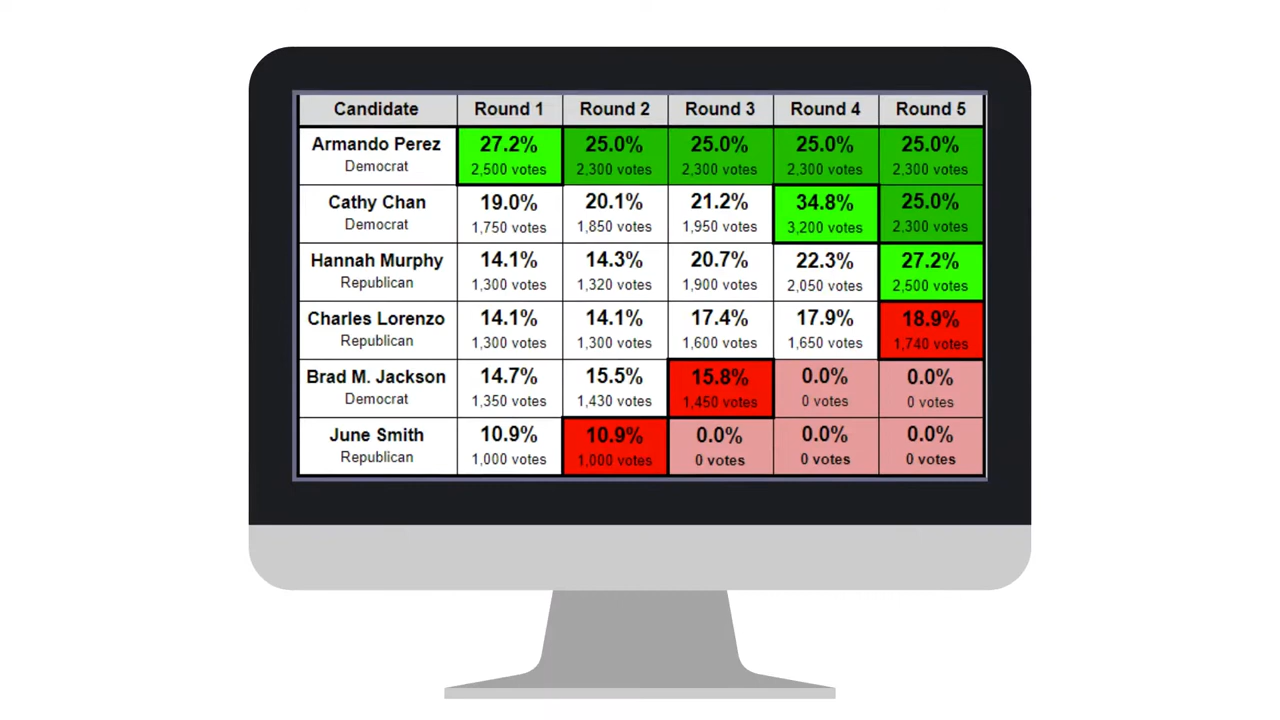 Candidate Round 1 Round 2 Round 3 Round 4 Round 5
Armando Perez 27.2% 25.0% 25.0% 25.0% 25.0%
Democrat 2,500 votes 2,300 votes 2,300 votes 2,300 votes 2,300 votes
Cathy Chan 19.0% 20.1% 21.2% 34.8% 25.0%
Democrat 1,750 votes 1,850 votes 1,950 votes 3,200 votes 2,300 votes
Hannah Murphy 14.1% 14.3% 20.7% 22.3% 27.2%
Republican 1,300 votes 1,320 votes 1,900 votes 2,050 votes 2,500 votes
Charles Lorenzo 14.1% 14.1% 17.4% 17.9% 18.9%
Republican 1,300 votes 1,300 votes 1,600 votes 1,650 votes 1,740 votes
Brad M. Jackson 14.7% 15.5% 15.8% 0.0% 0.0%
Democrat 1,350 votes 1,430 votes 1,450 votes 0 votes 0 votes
June Smith 10.9% 10.9% 0.0% 0.0% 0.0%
Republican 1,000 votes 1,000 votes 0 votes 0 votes 0 votes